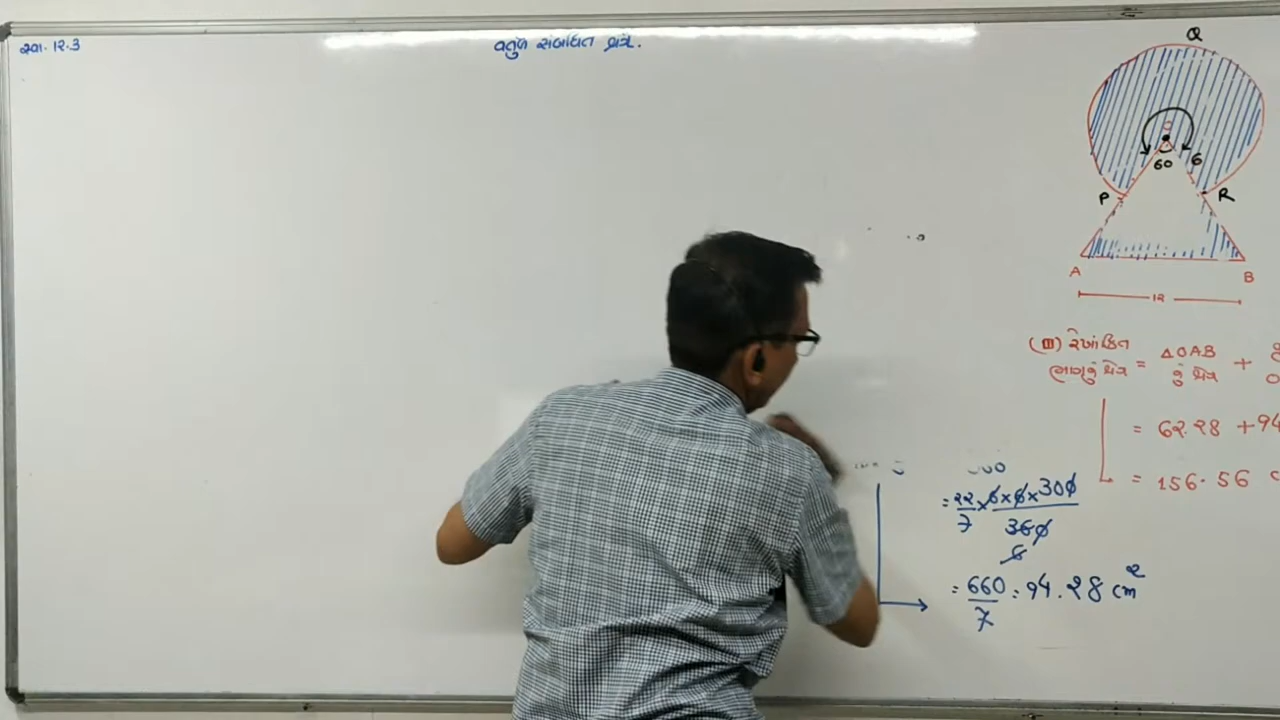 સ્વા. 12.3
વર્તુળ સંબંધિત ક્ષેત્ર.
Q
O
60
6
P
R
A
B
12
(III) રેખાંકિત
ભાગનું ક્ષેત્ર = ΔOAB નું ક્ષેત્ર +
= 62.28 + 94
= 156.56
= 22/7 × 6×6×300/360
6
= 660/7 = 94.28 cm²